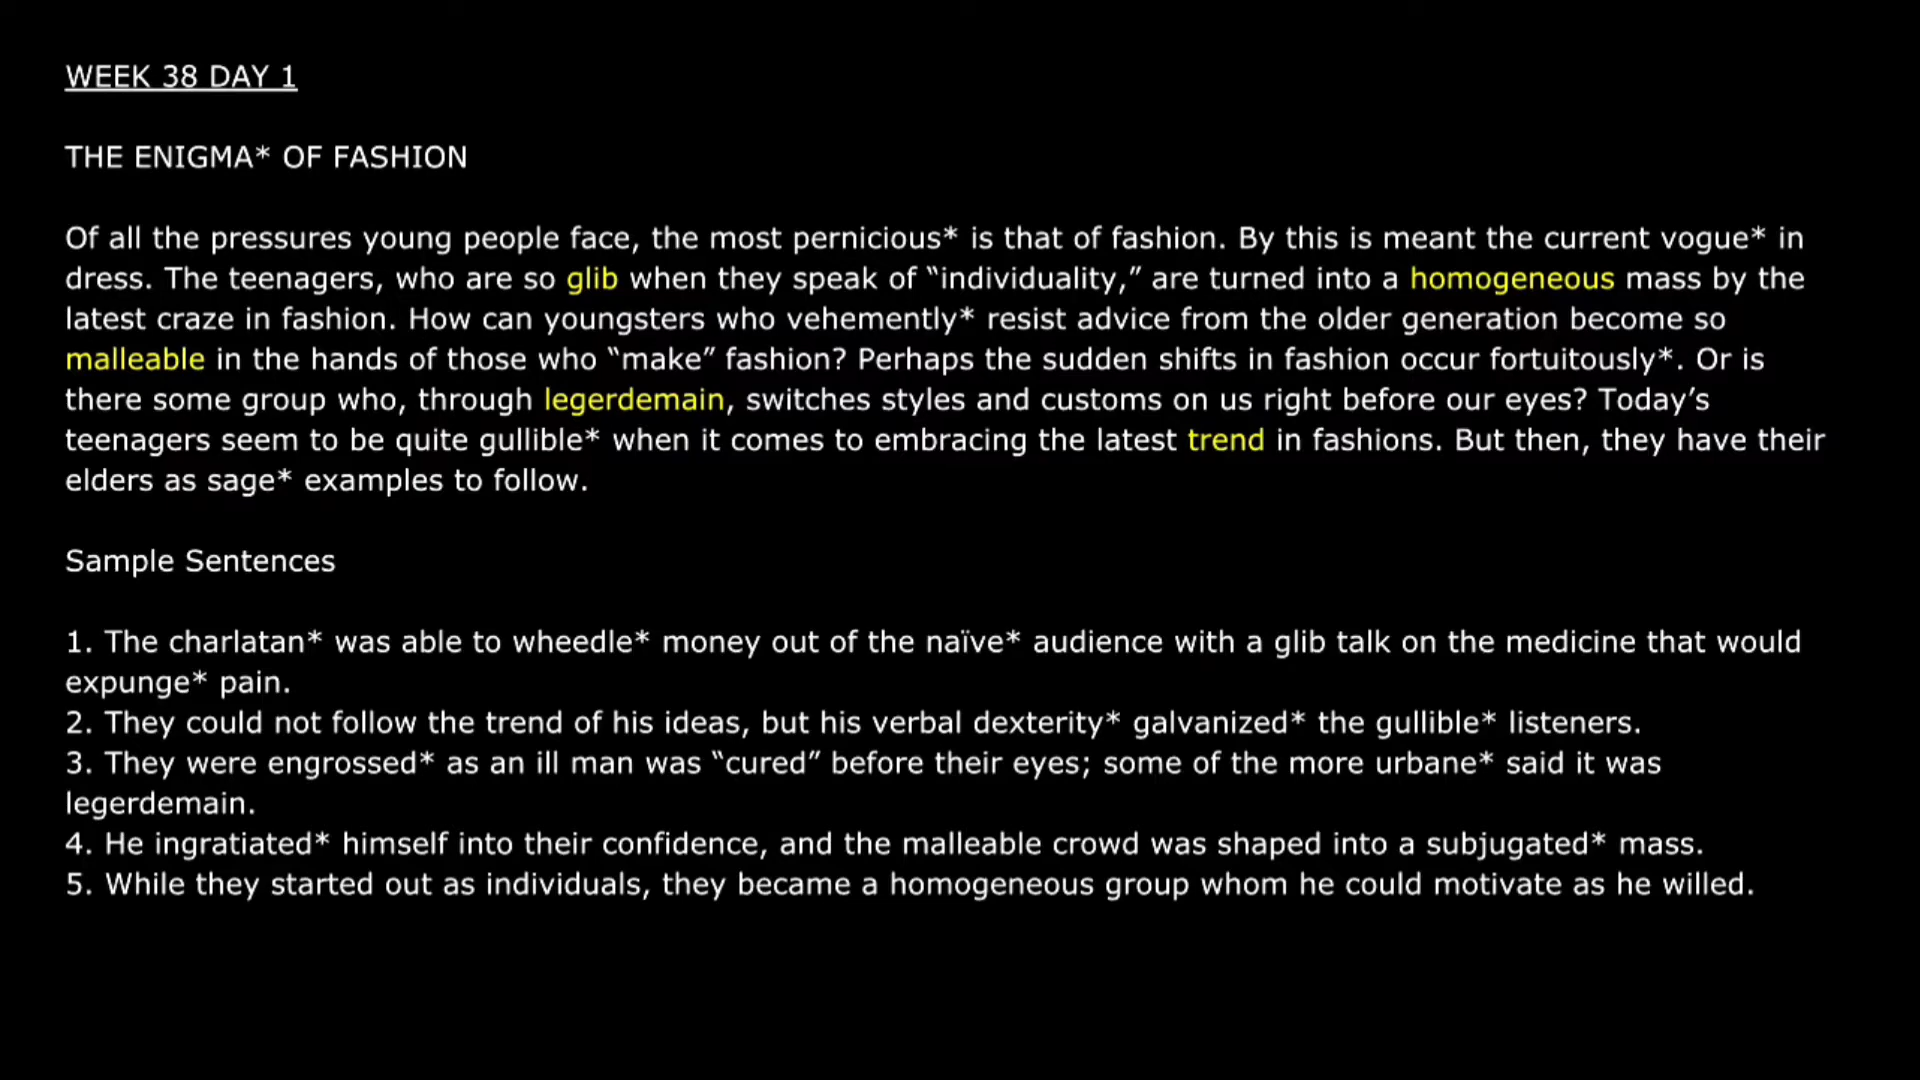 WEEK 38 DAY 1
THE ENIGMA* OF FASHION
Of all the pressures young people face, the most pernicious* is that of fashion. By this is meant the current vogue* in
dress. The teenagers, who are so glib when they speak of “individuality,” are turned into a homogeneous mass by the
latest craze in fashion. How can youngsters who vehemently* resist advice from the older generation become so
malleable in the hands of those who “make” fashion? Perhaps the sudden shifts in fashion occur fortuitously*. Or is
there some group who, through legerdemain, switches styles and customs on us right before our eyes? Today’s
teenagers seem to be quite gullible* when it comes to embracing the latest trend in fashions. But then, they have their
elders as sage* examples to follow.
Sample Sentences
1. The charlatan* was able to wheedle* money out of the naïve* audience with a glib talk on the medicine that would
expunge* pain.
2. They could not follow the trend of his ideas, but his verbal dexterity* galvanized* the gullible* listeners.
3. They were engrossed* as an ill man was “cured” before their eyes; some of the more urbane* said it was
legerdemain.
4. He ingratiated* himself into their confidence, and the malleable crowd was shaped into a subjugated* mass.
5. While they started out as individuals, they became a homogeneous group whom he could motivate as he willed.